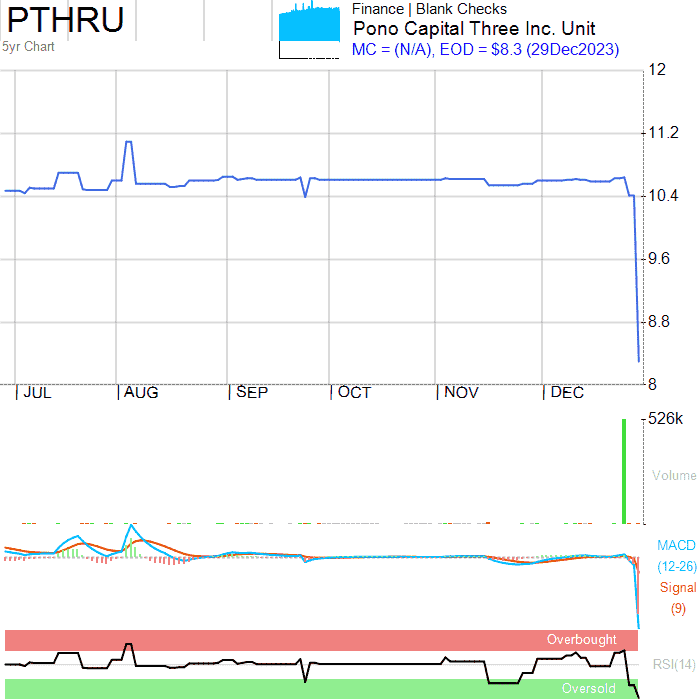 PTHRU
5yr Chart
Finance | Blank Checks
Pono Capital Three Inc. Unit
MC = (N/A), EOD = $8.3 (29Dec2023)
12
11.2
10.4
9.6
8.8
8
JUL AUG SEP OCT NOV DEC
526k
Volume
MACD
(12-26)
Signal
(9)
Overbought
RSI(14)
Oversold